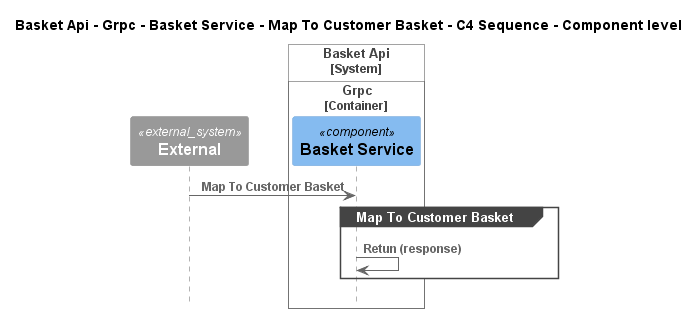 Basket Api - Grpc - Basket Service - Map To Customer Basket - C4 Sequence - Component level
Basket Api
[System]
Grpc
[Container]
«external_system»
External
«component»
Basket Service
Map To Customer Basket
Map To Customer Basket
Retun (response)